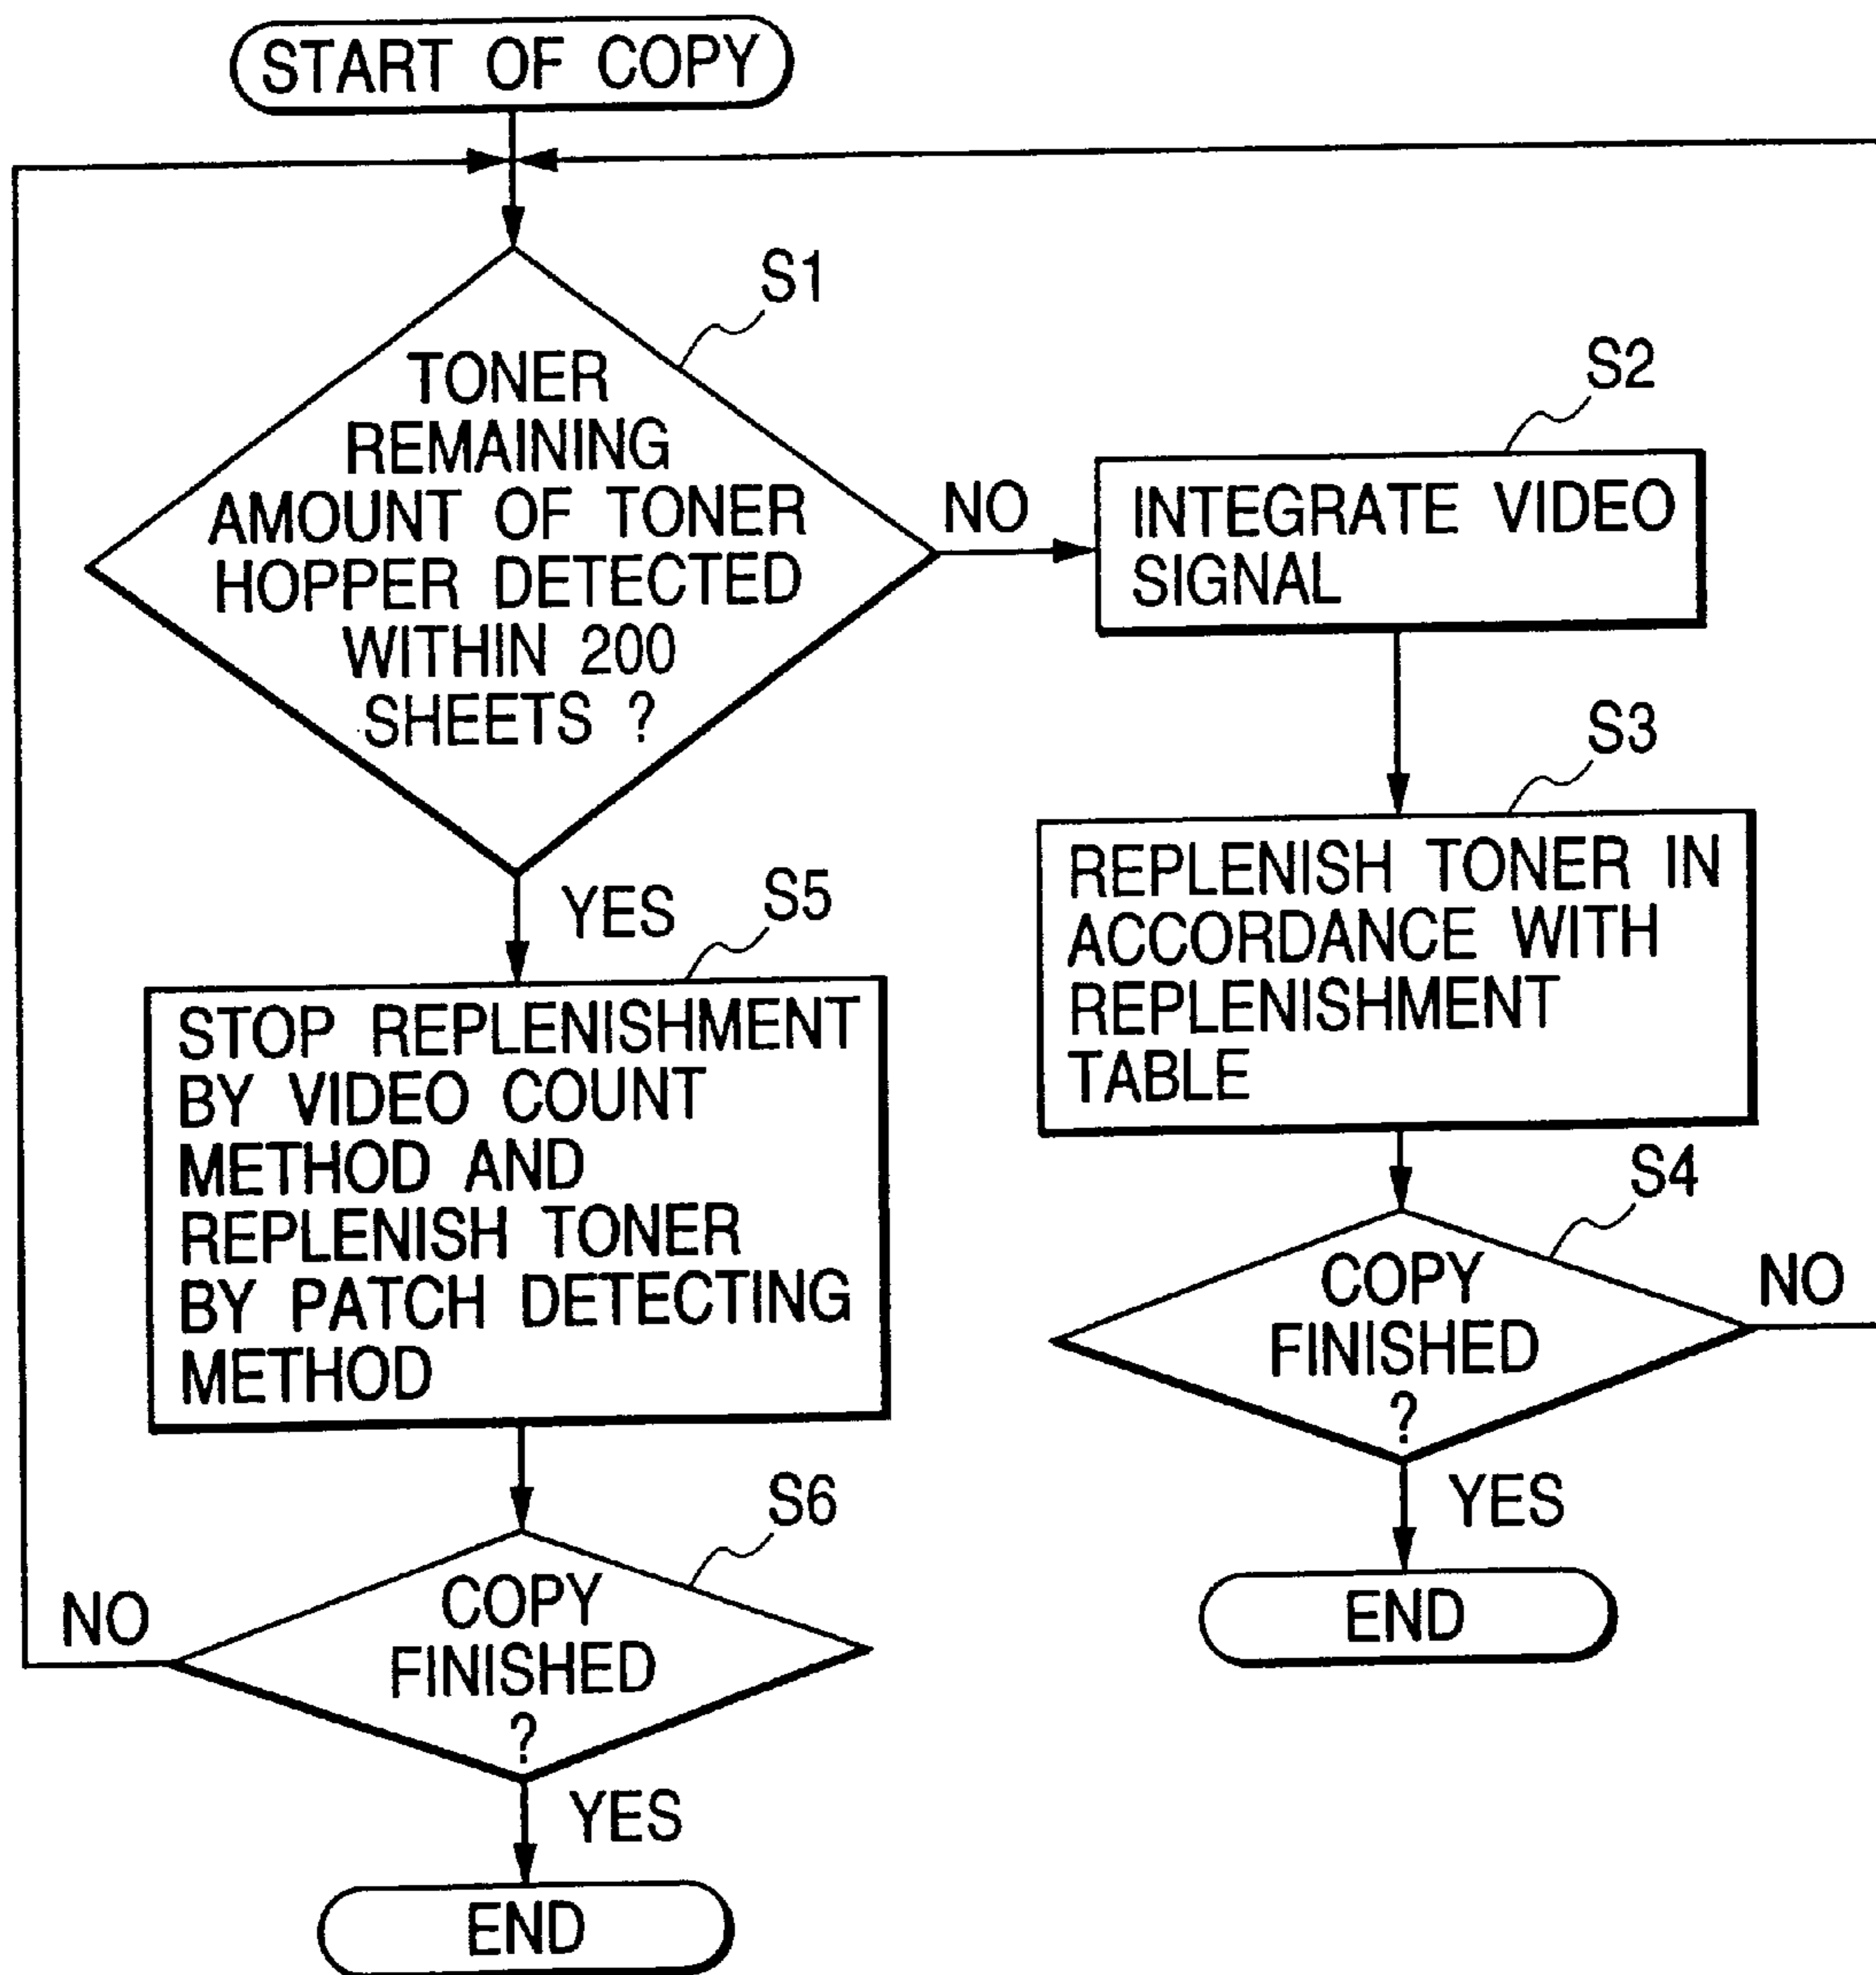 START OF COPY
S1
TONER
REMAINING
AMOUNT OF TONER
HOPPER DETECTED
WITHIN 200
SHEETS ?
NO
YES
S2
INTEGRATE VIDEO
SIGNAL
S3
REPLENISH TONER IN
ACCORDANCE WITH
REPLENISHMENT
TABLE
S4
COPY
FINISHED
?
NO
YES
END
S5
STOP REPLENISHMENT
BY VIDEO COUNT
METHOD AND
REPLENISH TONER
BY PATCH DETECTING
METHOD
S6
COPY
FINISHED
?
NO
YES
END